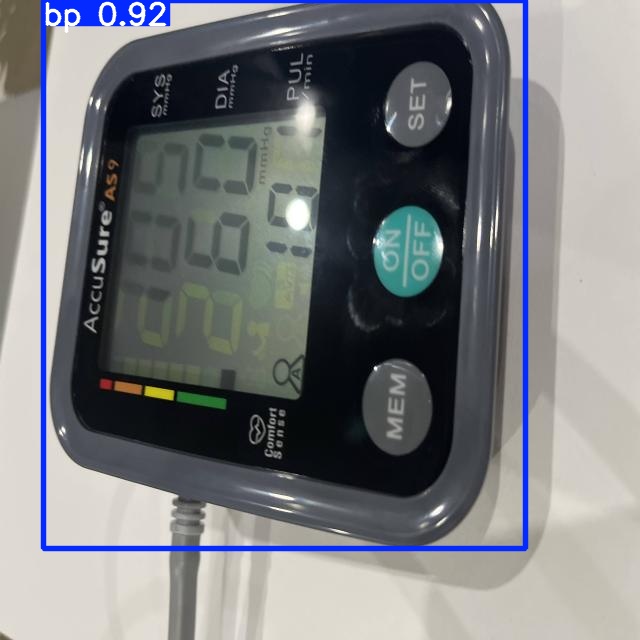 bp 0.92
AccuSure® AS9
SYS
mmHg
DIA
mmHg
PUL
/min
mmHg
SET
ON
OFF
MEM
A
Comfort
Sense